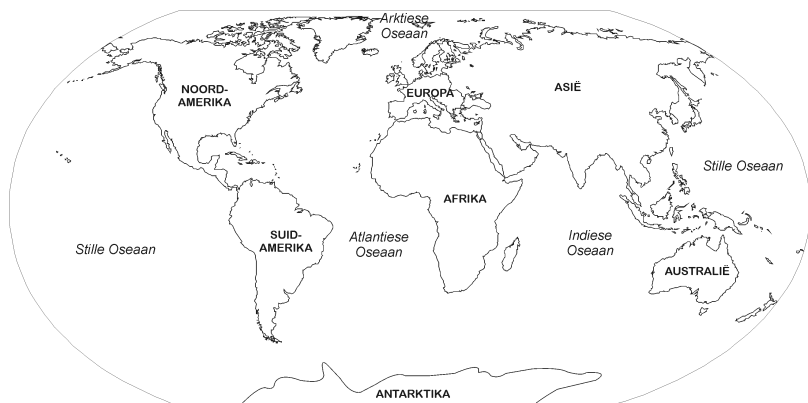 Arktiese
Oseaan
NOORD-
AMERIKA
EUROPA
ASIË
Stille Oseaan
AFRIKA
SUID-
AMERIKA
Atlantiese
Oseaan
Indiese
Oseaan
Stille Oseaan
AUSTRALIË
ANTARKTIKA